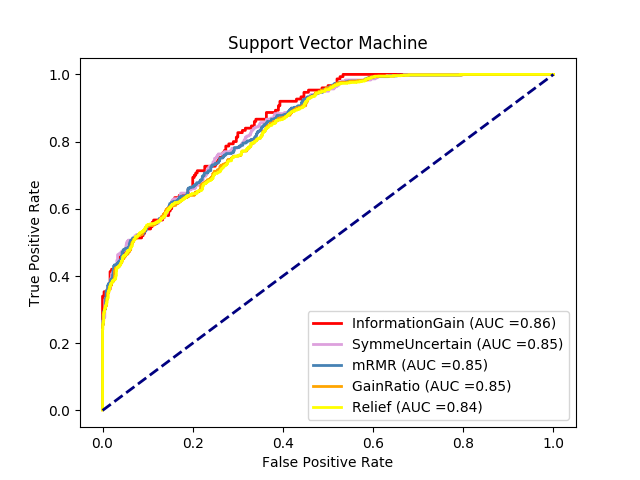 Support Vector Machine
True Positive Rate
1.0
0.8
0.6
0.4
0.2
0.0
InformationGain (AUC =0.86)
SymmeUncertain (AUC =0.85)
mRMR (AUC =0.85)
GainRatio (AUC =0.85)
Relief (AUC =0.84)
0.0 0.2 0.4 0.6 0.8 1.0
False Positive Rate